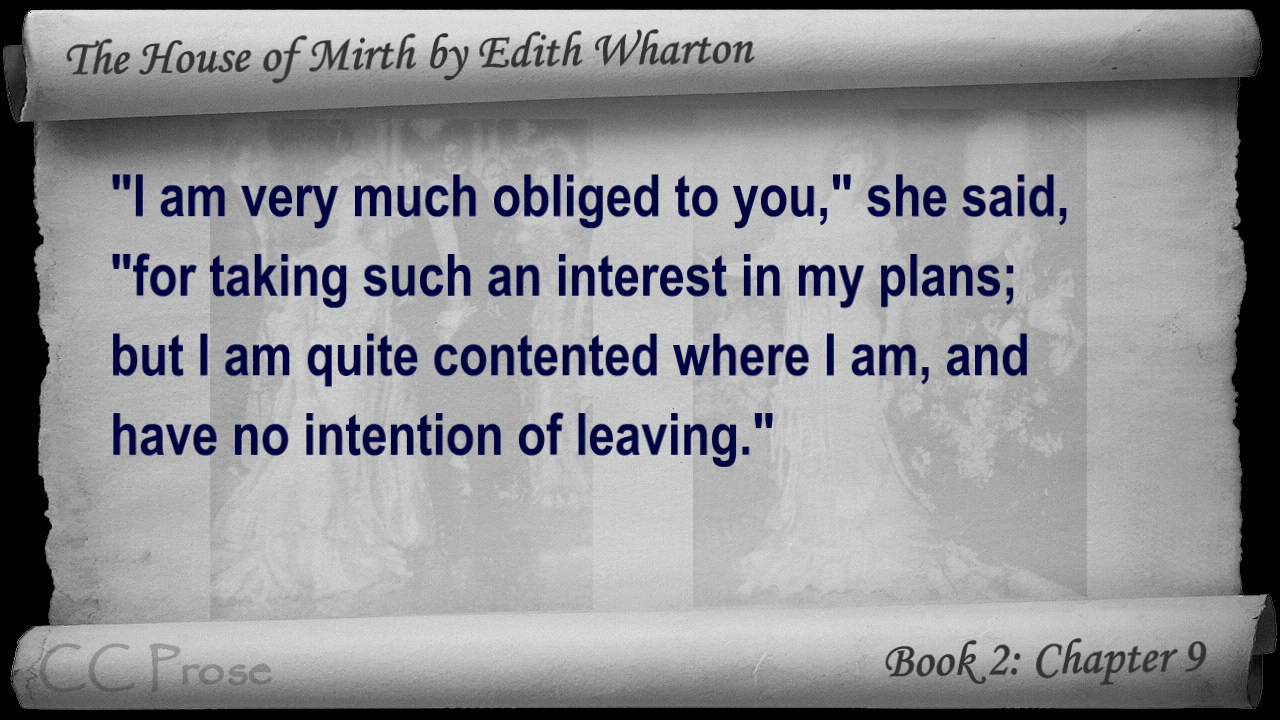 The House of Mirth by Edith Wharton
"I am very much obliged to you," she said,
"for taking such an interest in my plans;
but I am quite contented where I am, and
have no intention of leaving."
CC Prose
Book 2: Chapter 9